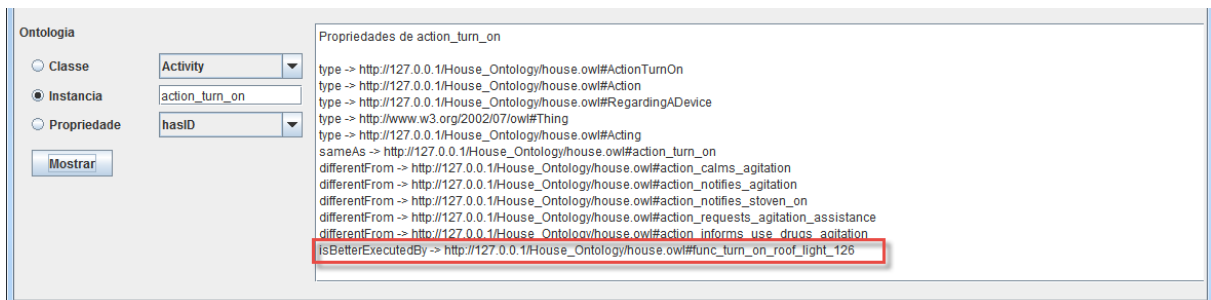 Ontologia
Classe
Activity
Instancia
action_turn_on
Propriedade
hasID
Mostrar
Propriedades de action_turn_on
type -> http://127.0.0.1/House_Ontology/house.owl#ActionTurnOn
type -> http://127.0.0.1/House_Ontology/house.owl#Action
type -> http://127.0.0.1/House_Ontology/house.owl#RegardingADevice
type -> http://www.w3.org/2002/07/owl#Thing
type -> http://127.0.0.1/House_Ontology/house.owl#Acting
sameAs -> http://127.0.0.1/House_Ontology/house.owl#action_turn_on
differentFrom -> http://127.0.0.1/House_Ontology/house.owl#action_calms_agitation
differentFrom -> http://127.0.0.1/House_Ontology/house.owl#action_notifies_agitation
differentFrom -> http://127.0.0.1/House_Ontology/house.owl#action_notifies_stoven_on
differentFrom -> http://127.0.0.1/House_Ontology/house.owl#action_requests_agitation_assistance
differentFrom -> http://127.0.0.1/House_Ontology/house.owl#action_informs_use_drugs_agitation
isBetterExecutedBy -> http://127.0.0.1/House_Ontology/house.owl#func_turn_on_roof_light_126